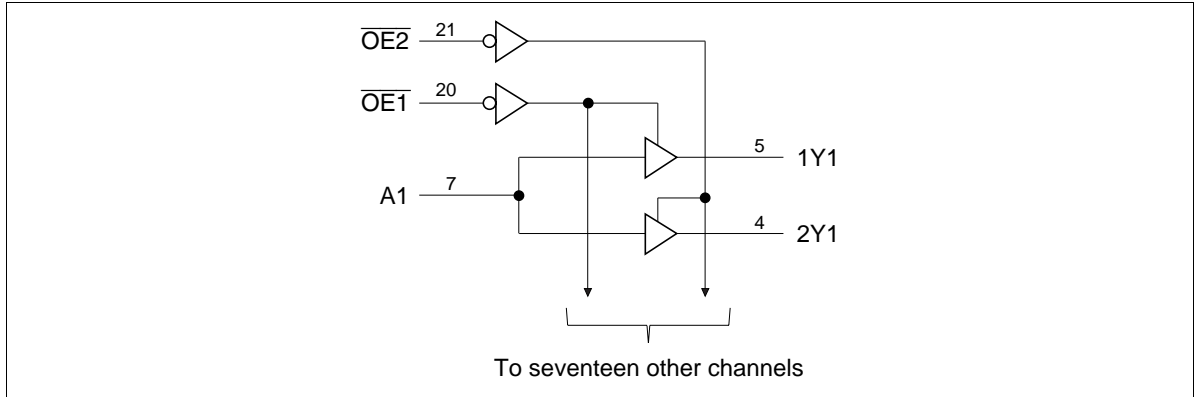 OE2 21
OE1 20
5 1Y1
A1 7
4 2Y1
To seventeen other channels